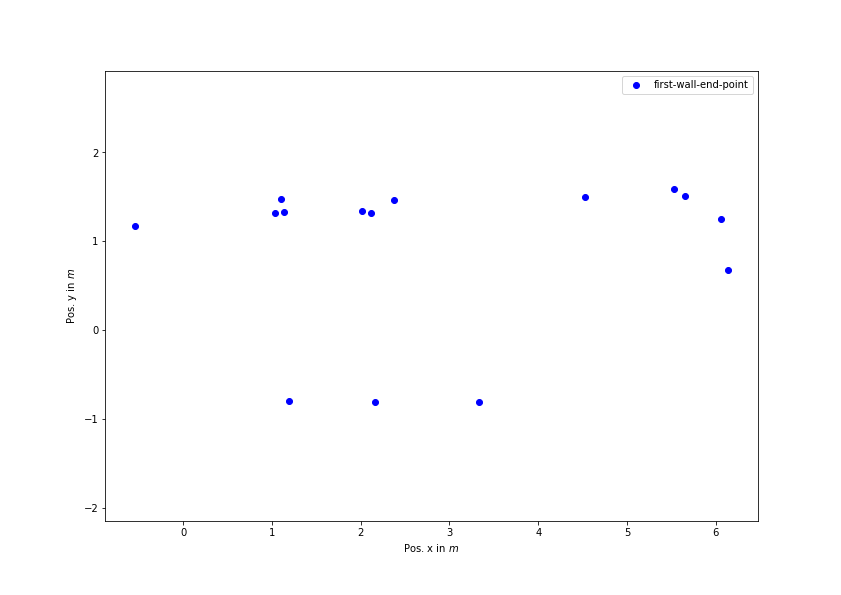 first-wall-end-point
2
1
0
−1
−2
Pos. y in m
0 1 2 3 4 5 6
Pos. x in m